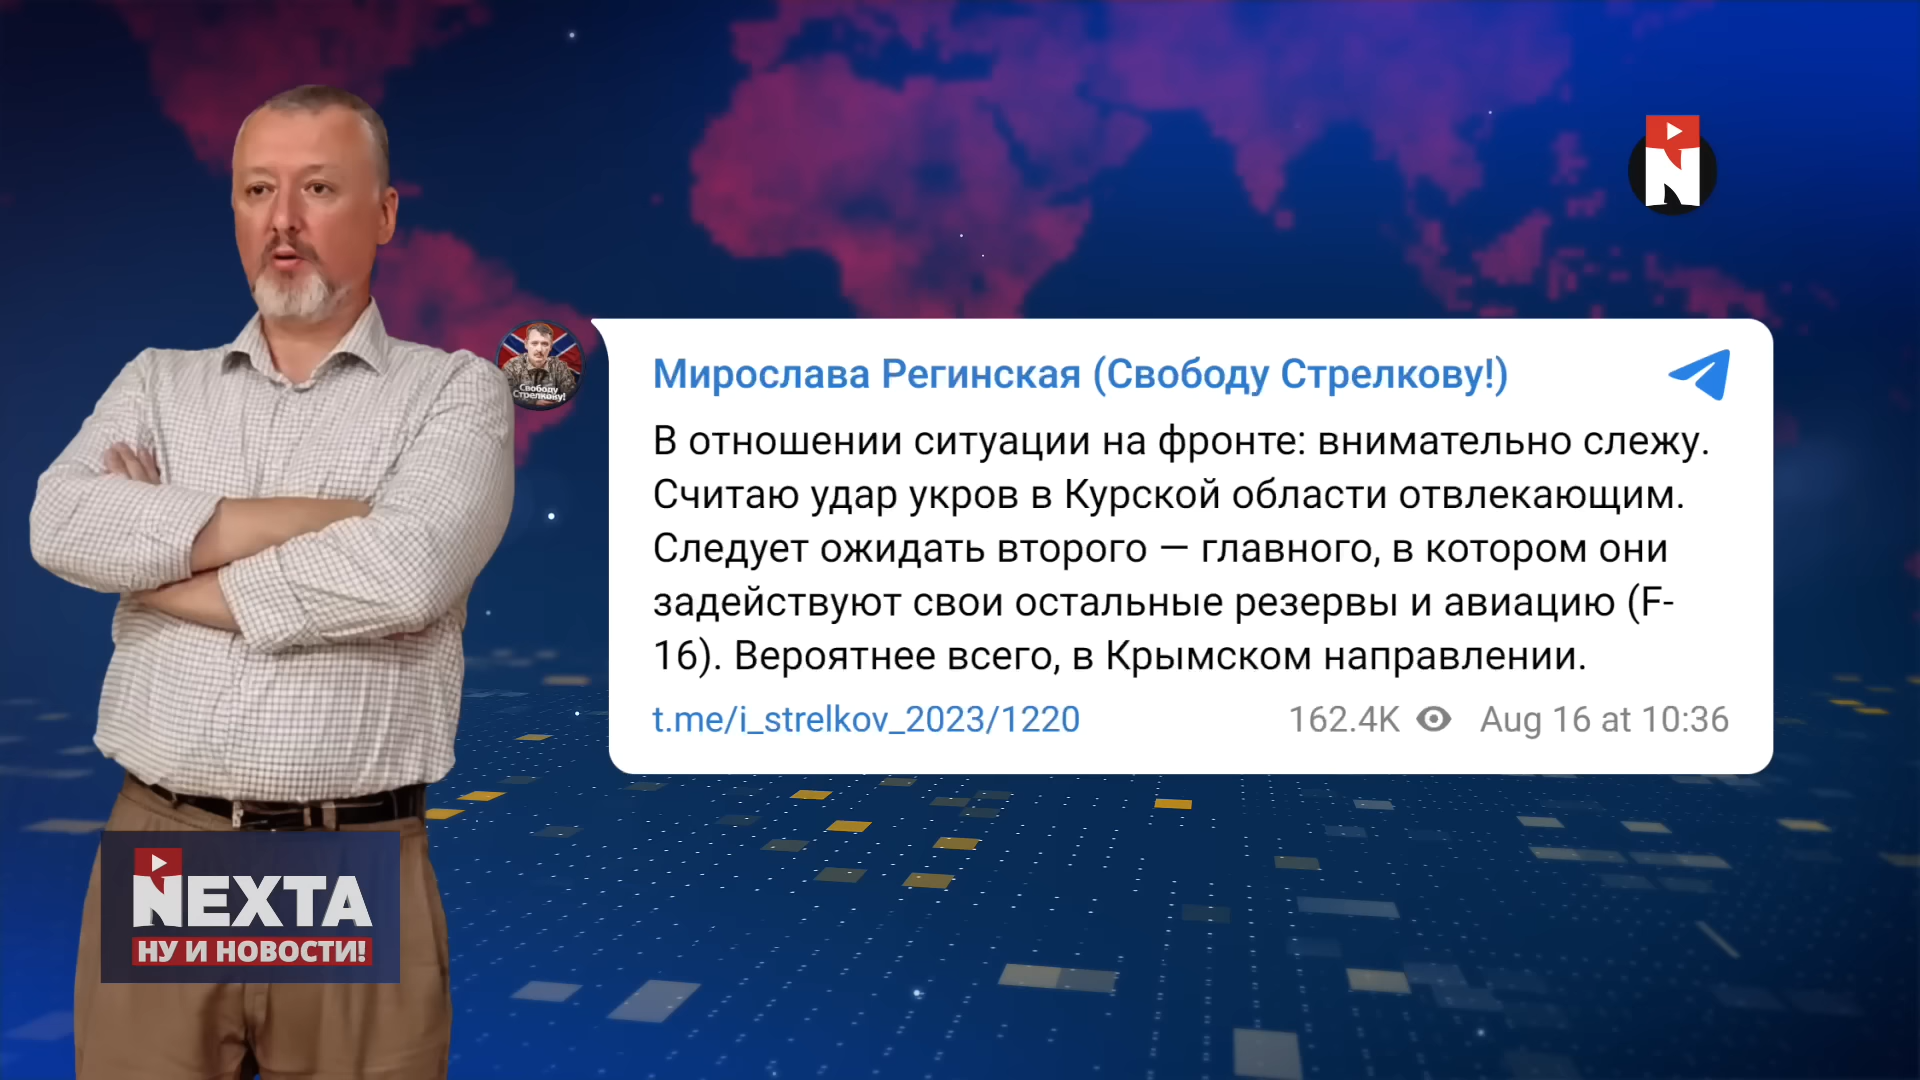 Мирослава Регинская (Свободу Стрелкову!)
В отношении ситуации на фронте: внимательно слежу.
Считаю удар укров в Курской области отвлекающим.
Следует ожидать второго — главного, в котором они
задействуют свои остальные резервы и авиацию (F-
16). Вероятнее всего, в Крымском направлении.
t.me/i_strelkov_2023/1220 162.4K Aug 16 at 10:36
Свободу
Стрелкову!
N
NEXTA
НУ И НОВОСТИ!